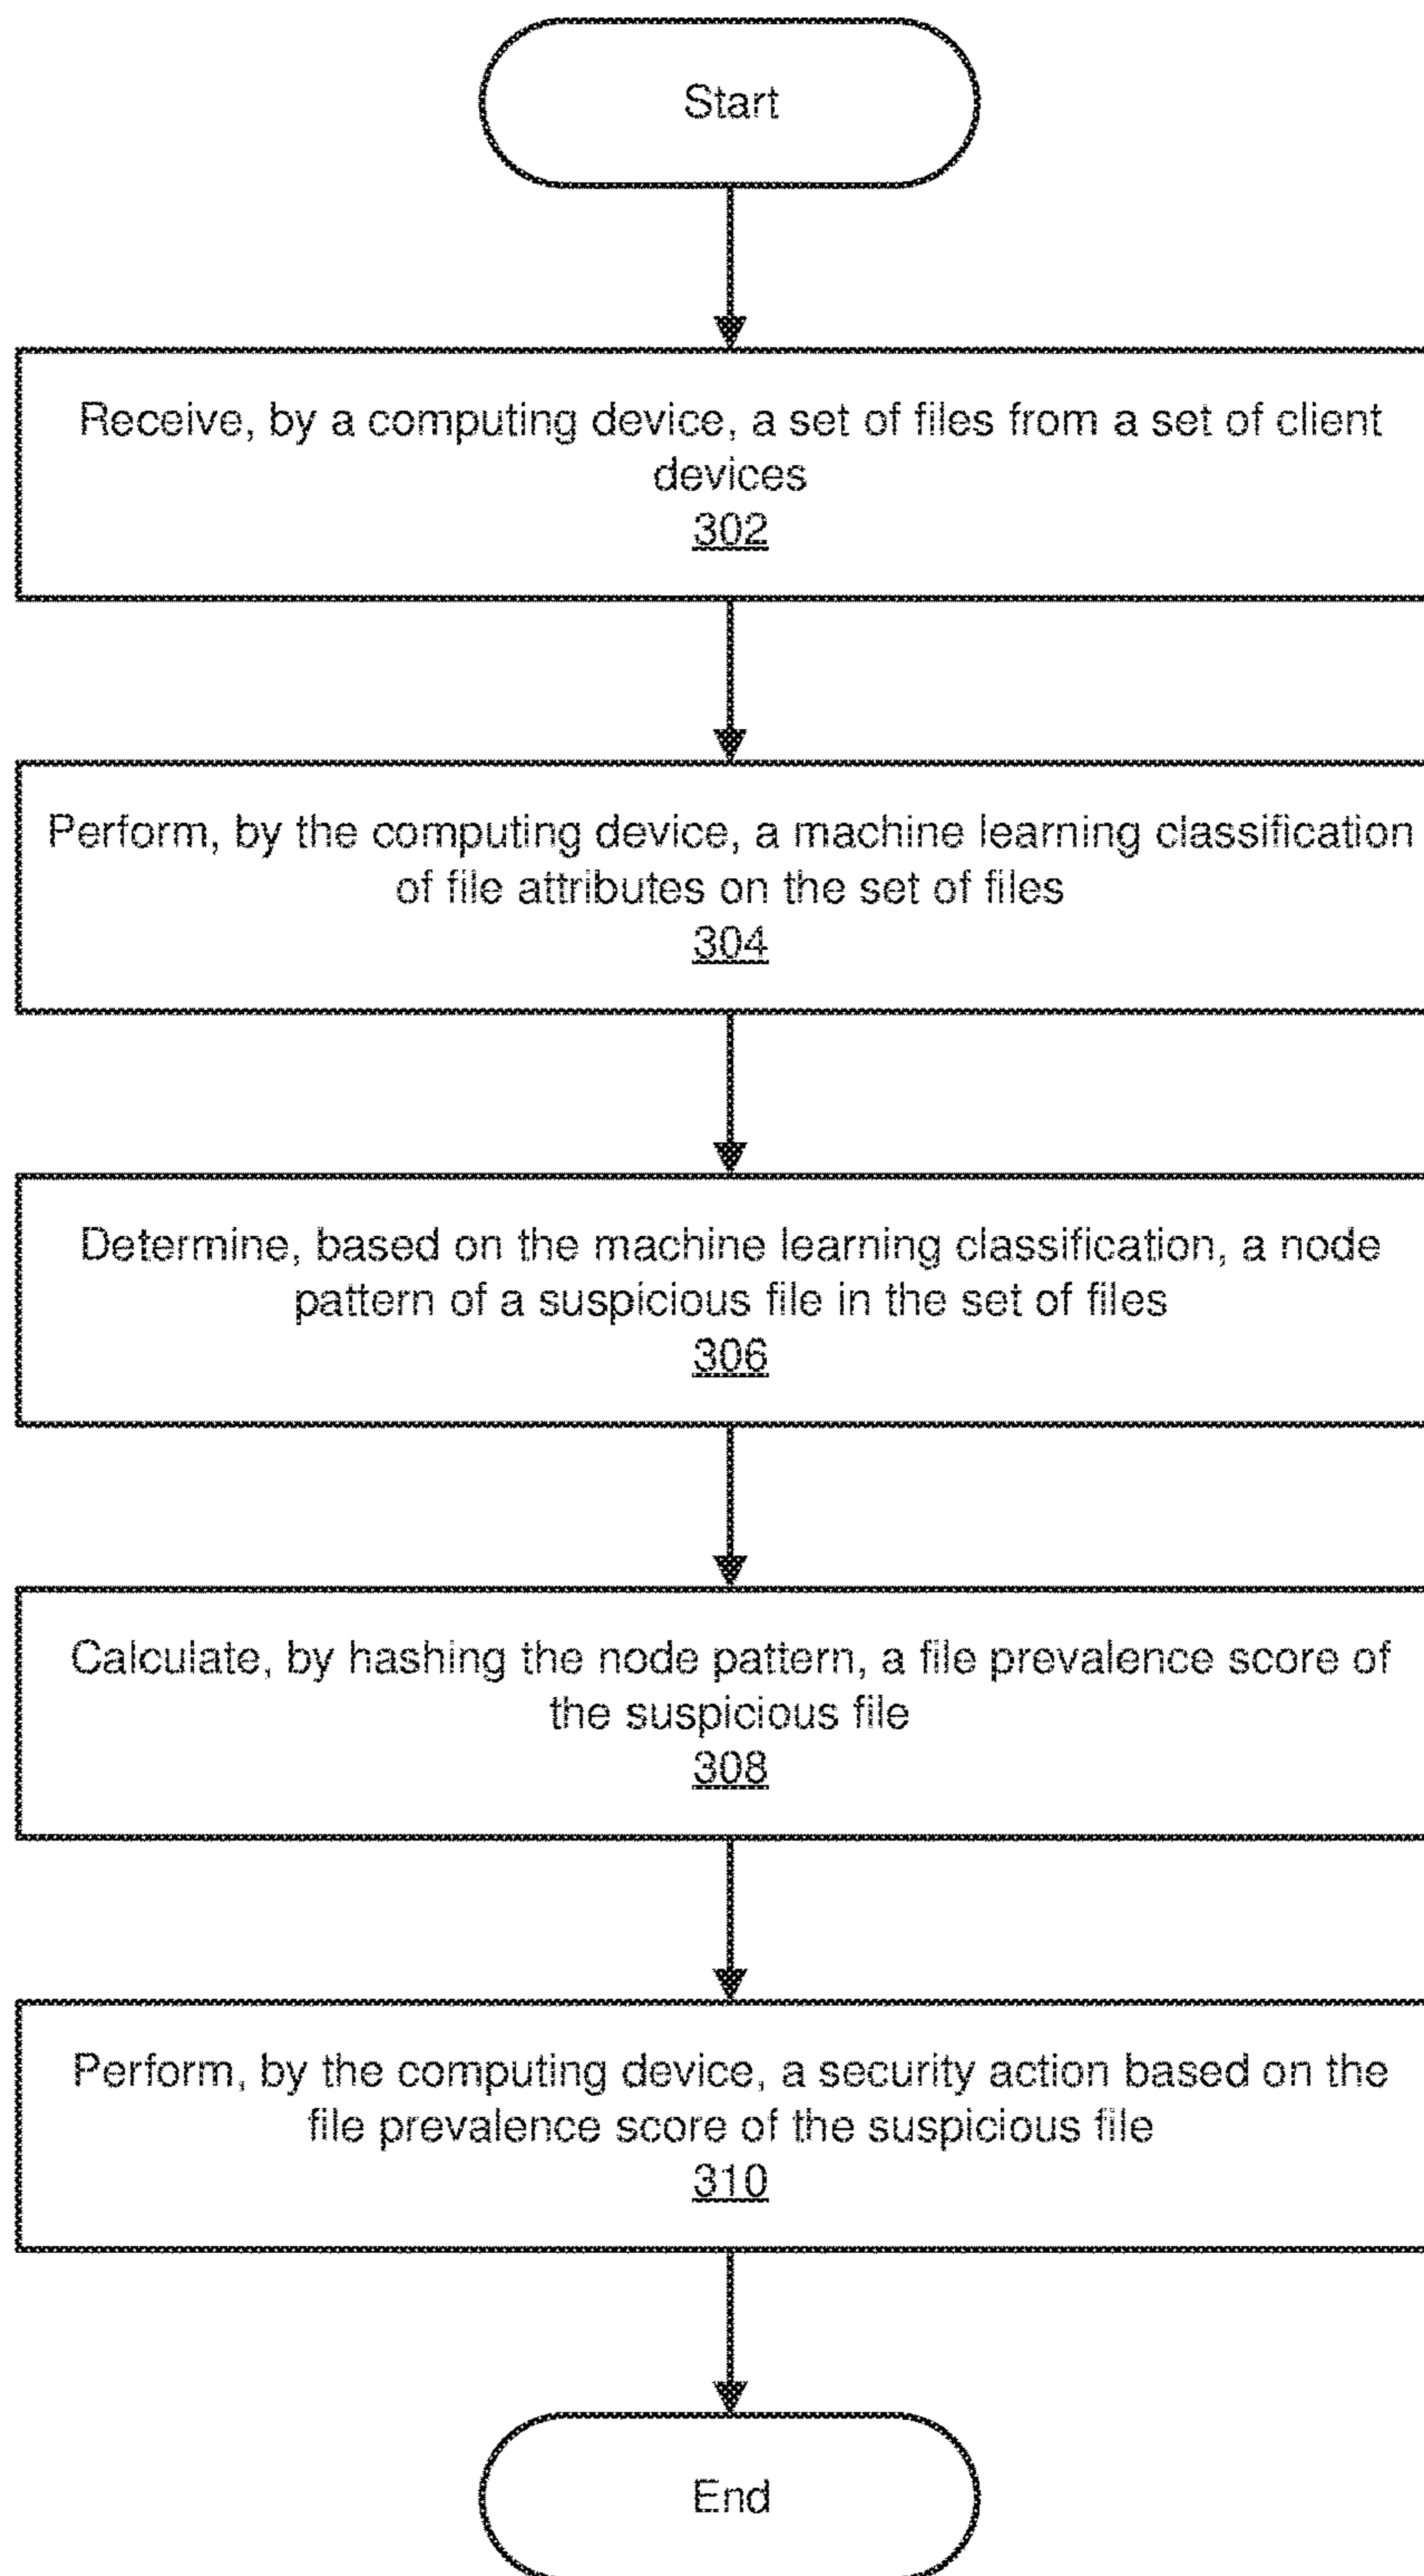 Start
Receive, by a computing device, a set of files from a set of client
devices
302
Perform, by the computing device, a machine learning classification
of file attributes on the set of files
304
Determine, based on the machine learning classification, a node
pattern of a suspicious file in the set of files
306
Calculate, by hashing the node pattern, a file prevalence score of
the suspicious file
308
Perform, by the computing device, a security action based on the
file prevalence score of the suspicious file
310
End